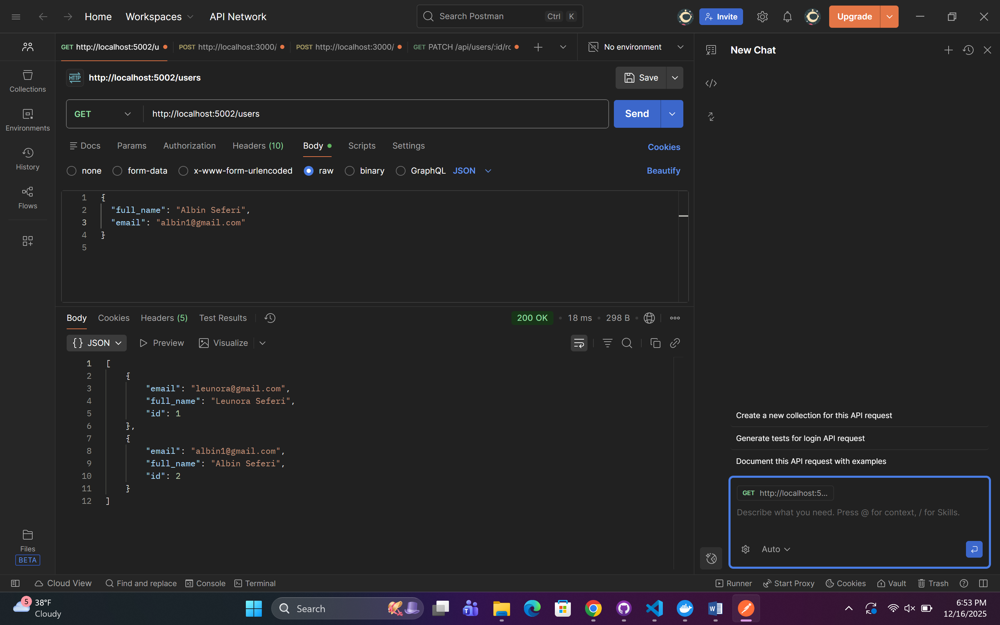 Home Workspaces API Network Search Postman Ctrl K Invite Upgrade
GET http://localhost:5002/u POST http://localhost:3000/ POST http://localhost:3000/ GET PATCH /api/users/:id/rc No environment
New Chat
HTTP http://localhost:5002/users Save
GET http://localhost:5002/users Send
Docs Params Authorization Headers (10) Body Scripts Settings Cookies
none form-data x-www-form-urlencoded raw binary GraphQL JSON Beautify
1 {
2 "full_name": "Albin Seferi",
3 "email": "albin1@gmail.com"
4 }
5
Collections
Environments
History
Flows
Files
BETA
Body Cookies Headers (5) Test Results 200 OK 18 ms 298 B
{ } JSON Preview Visualize
1 [
2 {
3 "email": "leunora@gmail.com",
4 "full_name": "Leunora Seferi",
5 "id": 1
6 },
7 {
8 "email": "albin1@gmail.com",
9 "full_name": "Albin Seferi",
10 "id": 2
11 }
12 ]
Create a new collection for this API request
Generate tests for login API request
Document this API request with examples
GET http://localhost:5...
Describe what you need. Press @ for context, / for Skills.
Auto
Cloud View Find and replace Console Terminal Runner Start Proxy Cookies Vault Trash
5 38°F
Cloudy
Search
6:53 PM
12/16/2025